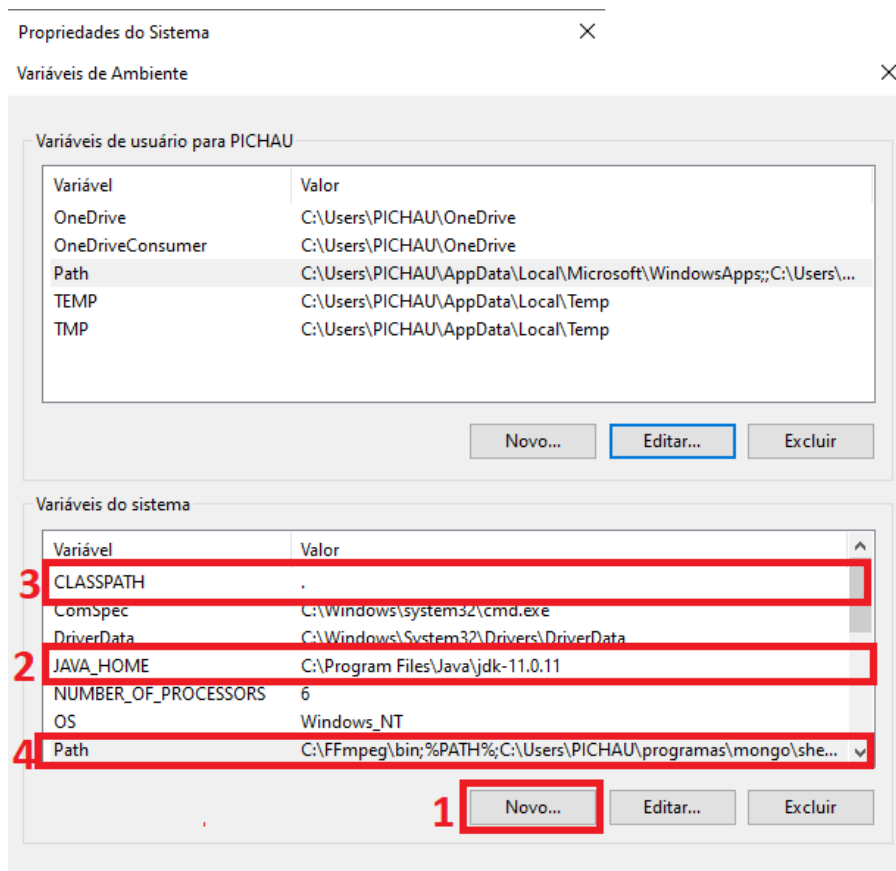 Propriedades do Sistema
Variáveis de Ambiente
Variáveis de usuário para PICHAU
Variável Valor
OneDrive C:\Users\PICHAU\OneDrive
OneDriveConsumer C:\Users\PICHAU\OneDrive
Path C:\Users\PICHAU\AppData\Local\Microsoft\WindowsApps;;C:\Users\...
TEMP C:\Users\PICHAU\AppData\Local\Temp
TMP C:\Users\PICHAU\AppData\Local\Temp
Novo... Editar... Excluir
Variáveis do sistema
Variável Valor
3 CLASSPATH .
ComSpec C:\Windows\system32\cmd.exe
DriverData C:\Windows\System32\Drivers\DriverData
2 JAVA_HOME C:\Program Files\Java\jdk-11.0.11
NUMBER_OF_PROCESSORS 6
OS Windows_NT
4 Path C:\FFmpeg\bin;%PATH%;C:\Users\PICHAU\programas\mongo\she...
1 Novo... Editar... Excluir